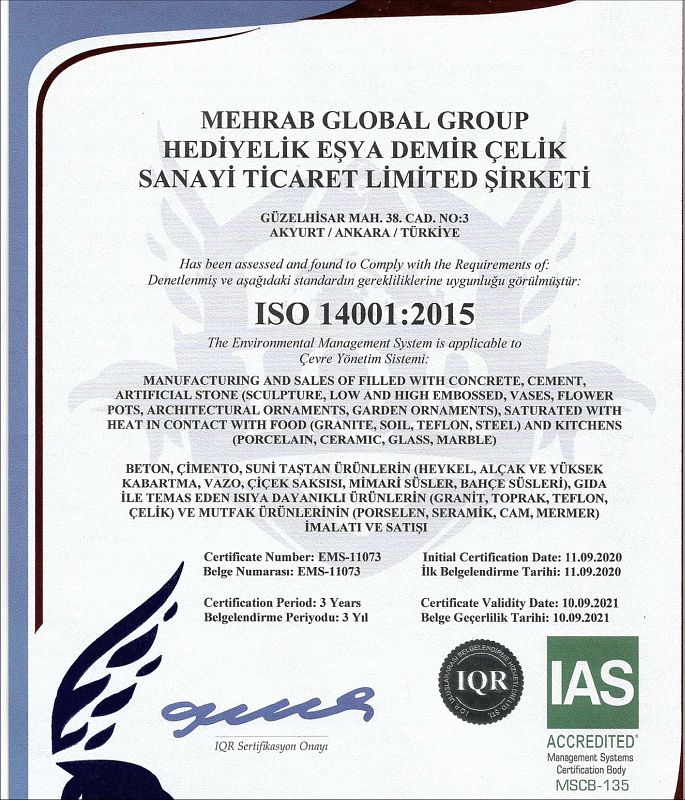 MEHRAB GLOBAL GROUP
HEDİYELİK EŞYA DEMİR ÇELİK
SANAYİ TİCARET LİMİTED ŞİRKETİ
GÜZELHİSAR MAH. 38. CAD. NO:3
AKYURT / ANKARA / TÜRKİYE
Has been assessed and found to Comply with the Requirements of:
Denetlenmiş ve aşağıdaki standardın gerekliliklerine uygunluğu görülmüştür:
ISO 14001:2015
The Environmental Management System is applicable to
Çevre Yönetim Sistemi:
MANUFACTURING AND SALES OF FILLED WITH CONCRETE, CEMENT,
ARTIFICIAL STONE (SCULPTURE, LOW AND HIGH EMBOSSED, VASES, FLOWER
POTS, ARCHITECTURAL ORNAMENTS, GARDEN ORNAMENTS), SATURATED WITH
HEAT IN CONTACT WITH FOOD (GRANITE, SOIL, TEFLON, STEEL) AND KITCHENS
(PORCELAIN, CERAMIC, GLASS, MARBLE)
BETON, ÇİMENTO, SUNİ TAŞTAN ÜRÜNLERİN (HEYKEL, ALÇAK VE YÜKSEK
KABARTMA, VAZO, ÇİÇEK SAKSISI, MİMARİ SÜSLER, BAHÇE SÜSLERİ), GIDA
İLE TEMAS EDEN ISIYA DAYANIKLI ÜRÜNLERİN (GRANİT, TOPRAK, TEFLON,
ÇELİK) VE MUTFAK ÜRÜNLERİNİN (PORSELEN, SERAMİK, CAM, MERMER)
İMALATI VE SATIŞI
Certificate Number: EMS-11073 Initial Certification Date: 11.09.2020
Belge Numarası: EMS-11073 İlk Belgelendirme Tarihi: 11.09.2020
Certification Period: 3 Years Certificate Validity Date: 10.09.2021
Belgelendirme Periyodu: 3 Yıl Belge Geçerlilik Tarihi: 10.09.2021
IQR Sertifikasyon Onayı
IQR
IAS
ACCREDITED
Management Systems
Certification Body
MSCB-135